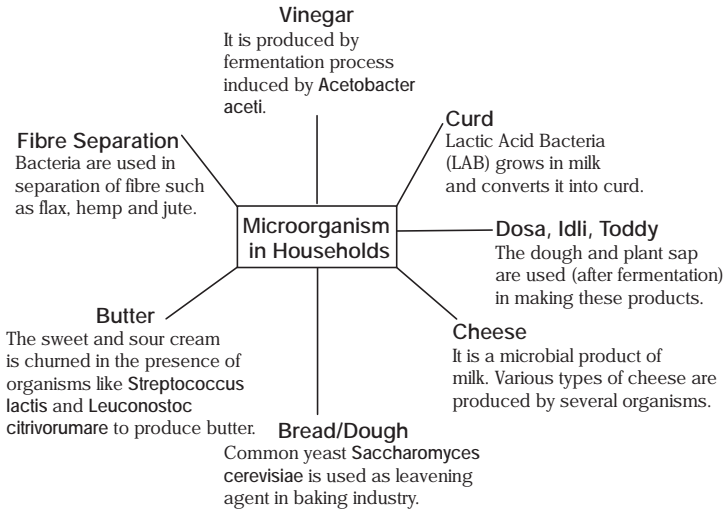 Vinegar
It is produced by
fermentation process
induced by Acetobacter
aceti.
Curd
Lactic Acid Bacteria
(LAB) grows in milk
and converts it into curd.
Fibre Separation
Bacteria are used in
separation of fibre such
as flax, hemp and jute.
Microorganism
in Households
Dosa, Idli, Toddy
The dough and plant sap
are used (after fermentation)
in making these products.
Butter
The sweet and sour cream
is churned in the presence of
organisms like Streptococcus
lactis and Leuconostoc
citrivorumare to produce butter.
Cheese
It is a microbial product of
milk. Various types of cheese are
produced by several organisms.
Bread/Dough
Common yeast Saccharomyces
cerevisiae is used as leavening
agent in baking industry.